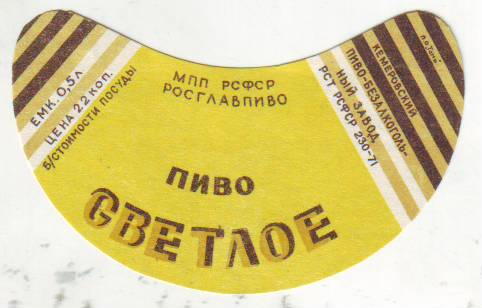 ЕМК. 0,5 л
ЦЕНА 22 КОП.
Б/СТОИМОСТИ ПОСУДЫ
МПП РСФСР
РОСГЛАВПИВО
ПИВО
СВЕТЛОЕ
КЕМЕРОВСКИЙ
ПИВО-БЕЗАЛКОГОЛЬ-
НЫЙ ЗАВОД
РСТ РСФСР 230-71